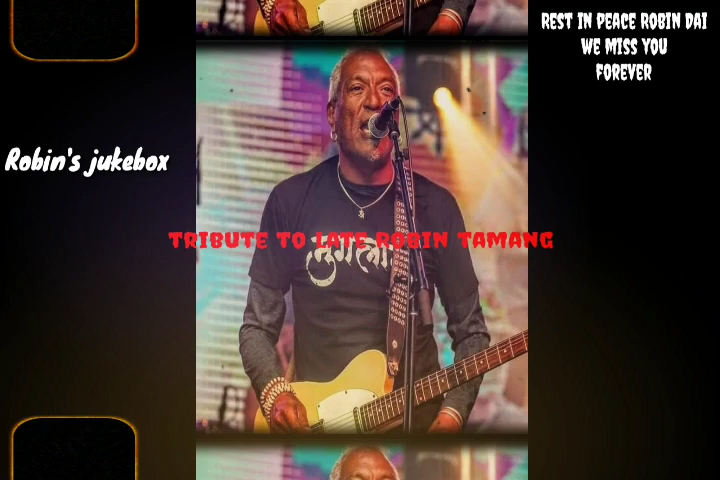 REST IN PEACE ROBIN DAI
WE MISS YOU
FOREVER
Robin's jukebox
TRIBUTE TO LATE ROBIN TAMANG